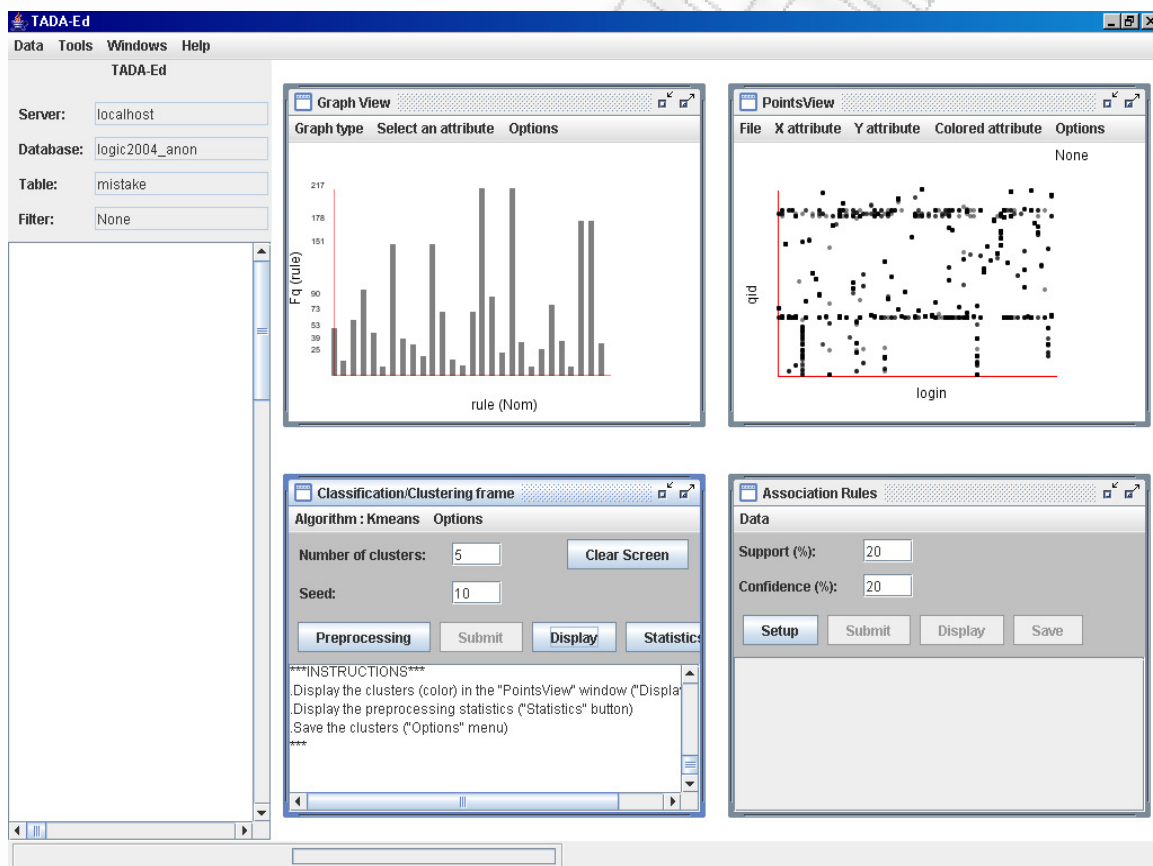 TADA-Ed
Data Tools Windows Help
TADA-Ed
Server: localhost
Database: logic2004_anon
Table: mistake
Filter: None
Graph View
Graph type Select an attribute Options
217
178
151
90
73
53
39
25
Fq (rule)
rule (Nom)
PointsView
File X attribute Y attribute Colored attribute Options
None
qid
login
Classification/Clustering frame
Algorithm : Kmeans Options
Number of clusters: 5 Clear Screen
Seed: 10
Preprocessing Submit Display Statistics
***INSTRUCTIONS***
.Display the clusters (color) in the "PointsView" window ("Displa
.Display the preprocessing statistics ("Statistics" button)
.Save the clusters ("Options" menu)
***
Association Rules
Data
Support (%): 20
Confidence (%): 20
Setup Submit Display Save